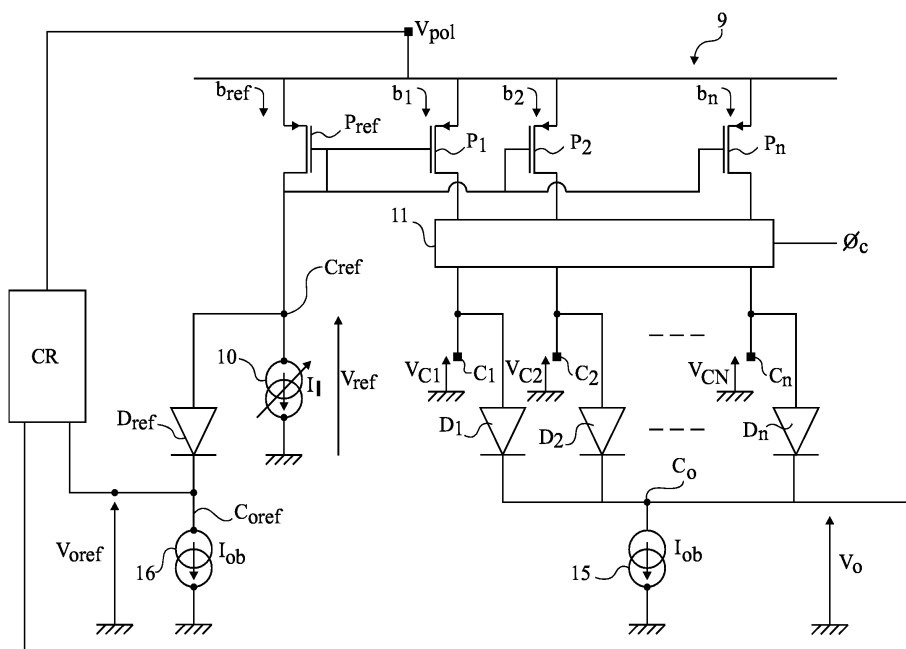 Vpol
9
bref
b1
b2
bn
Pref
P1
P2
Pn
11
Øc
Cref
CR
10
II
Vref
VC1
C1
VC2
C2
VCN
Cn
Dref
D1
D2
Dn
Co
Coref
Voref
16
Iob
15
Iob
Vo